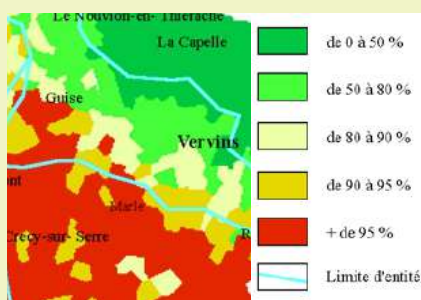 Le Nouvion-en- Thiérache
La Capelle
Guise
Vervins
ont
Marle
Crécy-sur- Serre
R
de 0 à 50 %
de 50 à 80 %
de 80 à 90 %
de 90 à 95 %
+ de 95 %
Limite d'entité